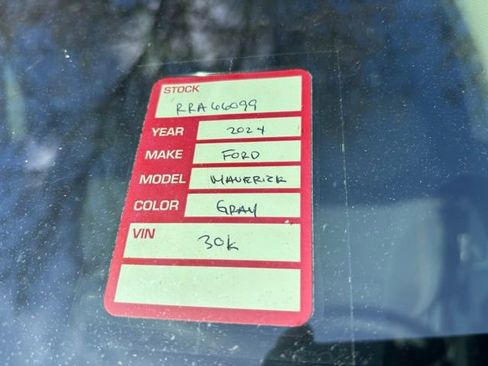 STOCK
RRA66099
YEAR 2024
MAKE FORD
MODEL MAVERICK
COLOR GRAY
VIN
30K